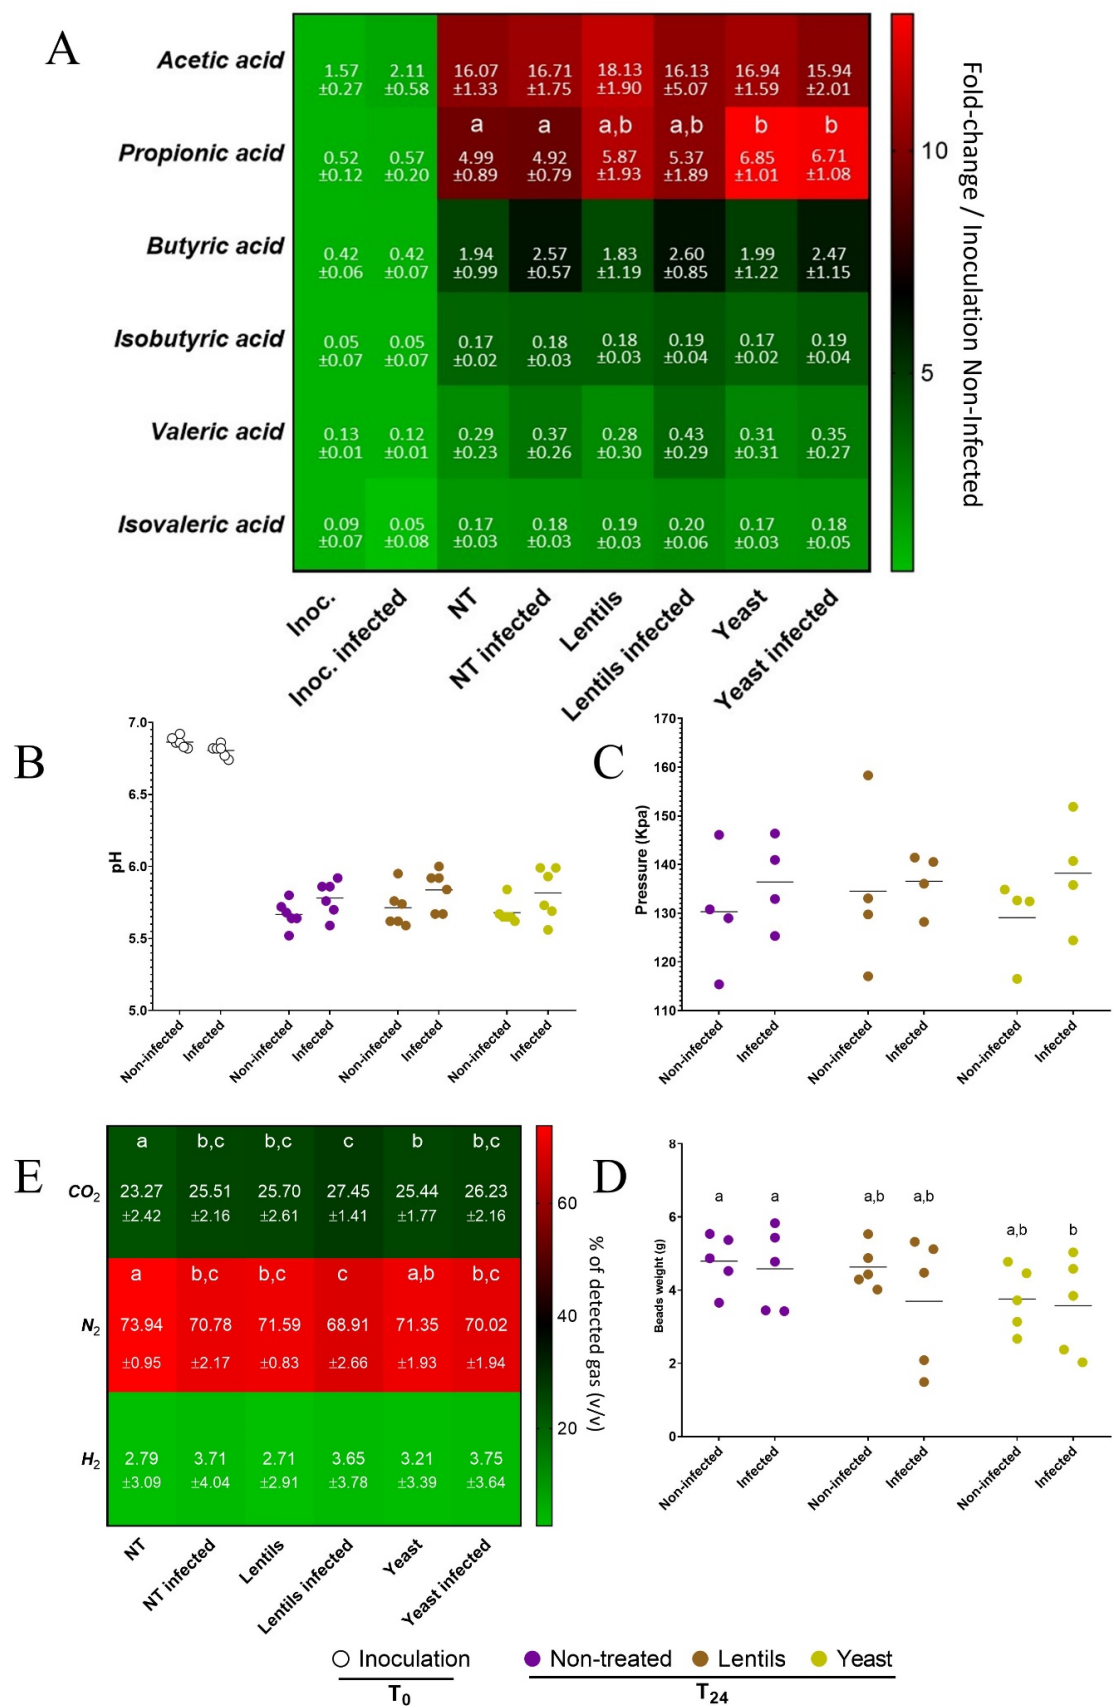 A
Acetic acid
1.57 2.11 16.07 16.71 18.13 16.13 16.94 15.94
±0.27 ±0.58 ±1.33 ±1.75 ±1.90 ±5.07 ±1.59 ±2.01
a a a,b a,b b b
Propionic acid
0.52 0.57 4.99 4.92 5.87 5.37 6.85 6.71
±0.12 ±0.20 ±0.89 ±0.79 ±1.93 ±1.89 ±1.01 ±1.08
Butyric acid
0.42 0.42 1.94 2.57 1.83 2.60 1.99 2.47
±0.06 ±0.07 ±0.99 ±0.57 ±1.19 ±0.85 ±1.22 ±1.15
Isobutyric acid
0.05 0.05 0.17 0.18 0.18 0.19 0.17 0.19
±0.07 ±0.07 ±0.02 ±0.03 ±0.03 ±0.04 ±0.02 ±0.04
Valeric acid
0.13 0.12 0.29 0.37 0.28 0.43 0.31 0.35
±0.01 ±0.01 ±0.23 ±0.26 ±0.30 ±0.29 ±0.31 ±0.27
Isovaleric acid
0.09 0.05 0.17 0.18 0.19 0.20 0.17 0.18
±0.07 ±0.08 ±0.03 ±0.03 ±0.03 ±0.06 ±0.03 ±0.05
Inoc.
Inoc. infected
NT
NT infected
Lentils
Lentils infected
Yeast
Yeast infected
10
5
Fold-change / Inoculation Non-Infected
B
pH
7.0
6.5
6.0
5.5
5.0
Non-infected
Infected
Non-infected
Infected
Non-infected
Infected
Non-infected
Infected
C
Pressure (Kpa)
170
160
150
140
130
120
110
Non-infected
Infected
Non-infected
Infected
Non-infected
Infected
E
a b,c b,c c b b,c
CO2
23.27 25.51 25.70 27.45 25.44 26.23
±2.42 ±2.16 ±2.61 ±1.41 ±1.77 ±2.16
a b,c b,c c a,b b,c
N2
73.94 70.78 71.59 68.91 71.35 70.02
±0.95 ±2.17 ±0.83 ±2.66 ±1.93 ±1.94
H2
2.79 3.71 2.71 3.65 3.21 3.75
±3.09 ±4.04 ±2.91 ±3.78 ±3.39 ±3.64
NT
NT infected
Lentils
Lentils infected
Yeast
Yeast infected
60
40
20
% of detected gas (v/v)
D
Beads weight (g)
8
6
4
2
0
a a a,b a,b a,b b
Non-infected
Infected
Non-infected
Infected
Non-infected
Infected
Inoculation
T0
Non-treated Lentils Yeast
T24